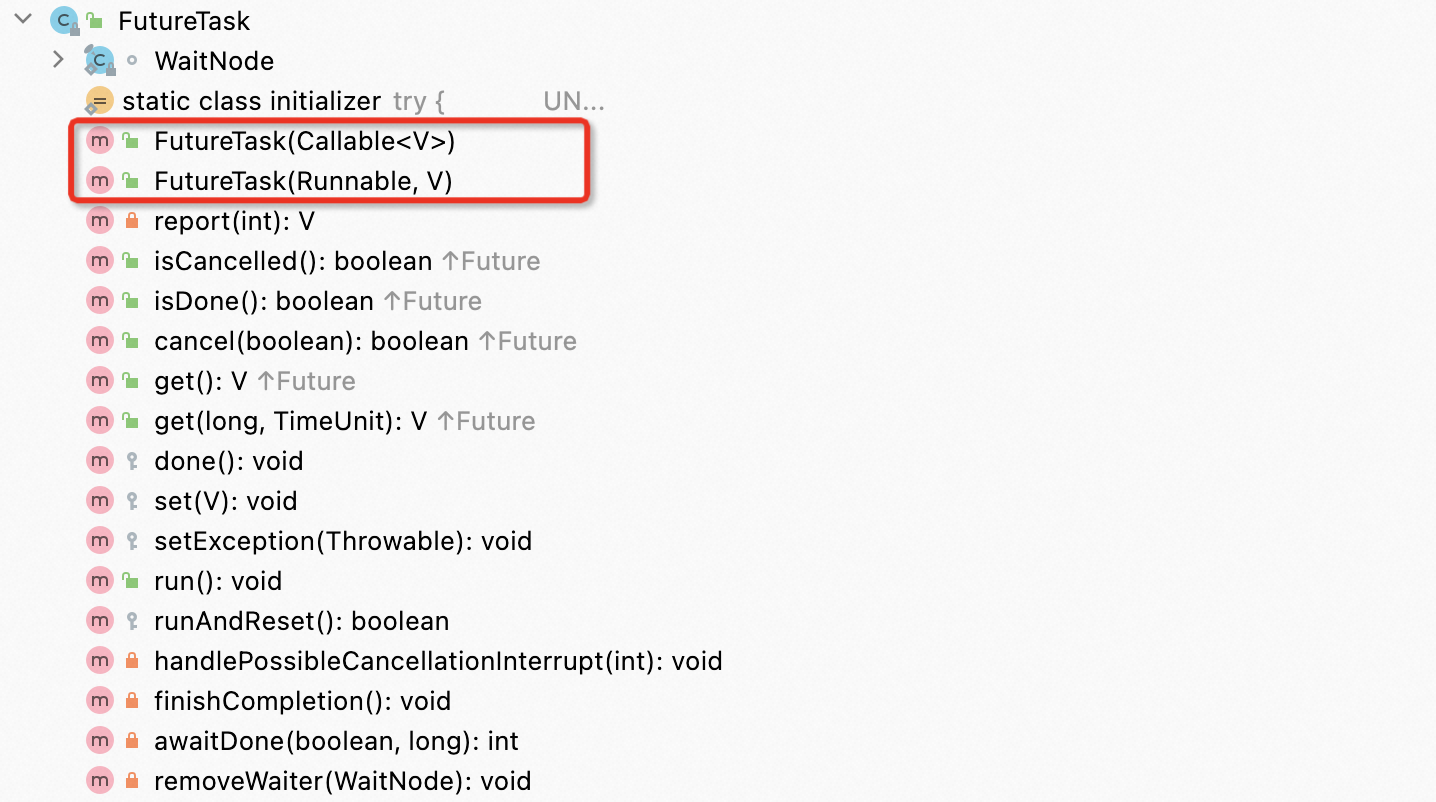 FutureTask
WaitNode
static class initializer try { UN...
FutureTask(Callable<V>)
FutureTask(Runnable, V)
report(int): V
isCancelled(): boolean ↑Future
isDone(): boolean ↑Future
cancel(boolean): boolean ↑Future
get(): V ↑Future
get(long, TimeUnit): V ↑Future
done(): void
set(V): void
setException(Throwable): void
run(): void
runAndReset(): boolean
handlePossibleCancellationInterrupt(int): void
finishCompletion(): void
awaitDone(boolean, long): int
removeWaiter(WaitNode): void